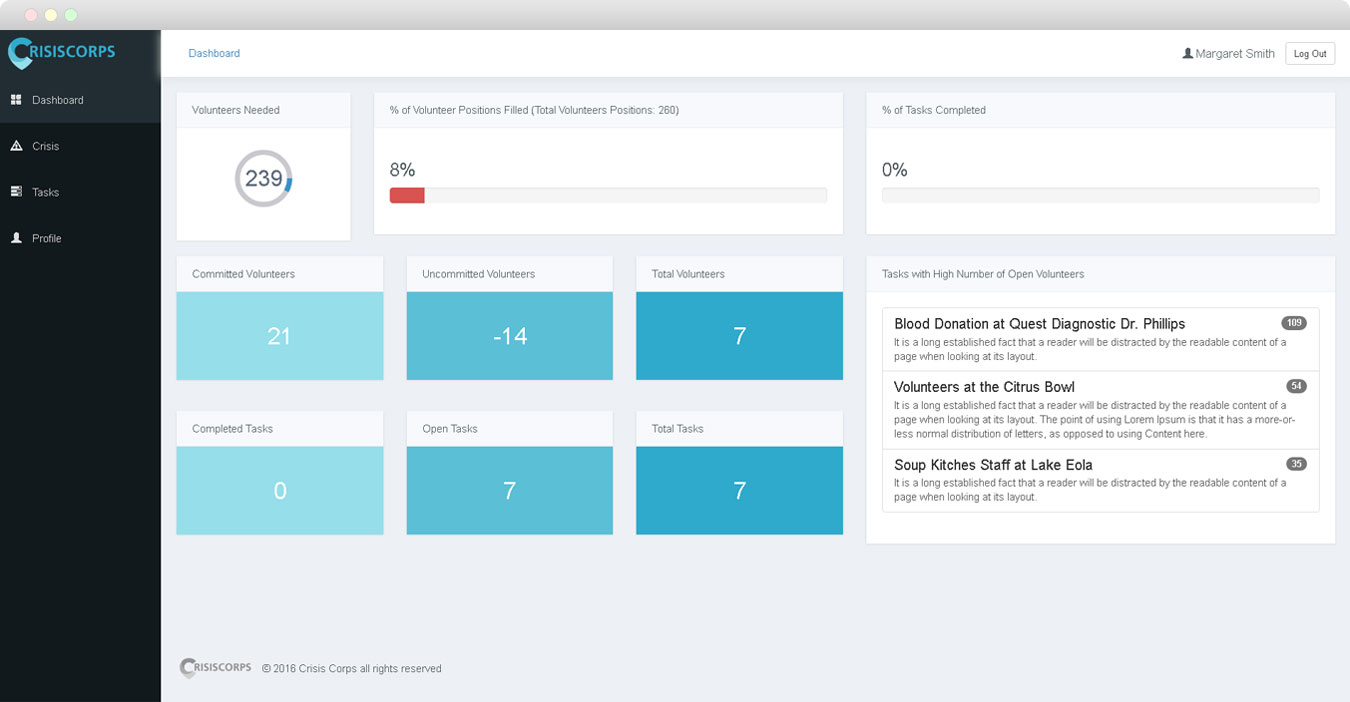 CRISISCORPS
Dashboard
Margaret Smith
Log Out
Dashboard
Crisis
Tasks
Profile
Volunteers Needed
239
% of Volunteer Positions Filled (Total Volunteers Positions: 260)
8%
% of Tasks Completed
0%
Committed Volunteers
21
Uncommitted Volunteers
-14
Total Volunteers
7
Completed Tasks
0
Open Tasks
7
Total Tasks
7
Tasks with High Number of Open Volunteers
Blood Donation at Quest Diagnostic Dr. Phillips
109
It is a long established fact that a reader will be distracted by the readable content of a
page when looking at its layout.
Volunteers at the Citrus Bowl
54
It is a long established fact that a reader will be distracted by the readable content of a
page when looking at its layout. The point of using Lorem Ipsum is that it has a more-or-
less normal distribution of letters, as opposed to using Content here.
Soup Kitches Staff at Lake Eola
35
It is a long established fact that a reader will be distracted by the readable content of a
page when looking at its layout.
CRISISCORPS
© 2016 Crisis Corps all rights reserved